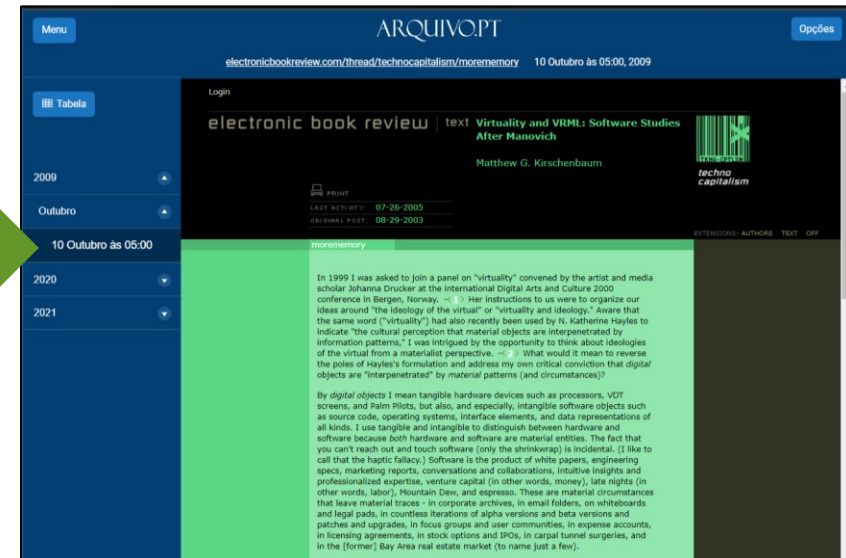 Menu
ARQUIVO.PT
Opções
electronicbookreview.com/thread/technocapitalism/morememory 10 Outubro às 05:00, 2009
Tabela
2009
Outubro
10 Outubro às 05:00
2020
2021
Login
electronic book review text
Virtuality and VRML: Software Studies
After Manovich
Matthew G. Kirschenbaum
techno
capitalism
PRINT
LAST ACTIVITY: 07-26-2005
ORIGINAL POST: 08-29-2003
EXTENSIONS: AUTHORS TEXT OFF
morememory
In 1999 I was asked to join a panel on "virtuality" convened by the artist and media
scholar Johanna Drucker at the international Digital Arts and Culture 2000
conference in Bergen, Norway. -< 1 > Her instructions to us were to organize our
ideas around "the ideology of the virtual" or "virtuality and ideology." Aware that
the same word ("virtuality") had also recently been used by N. Katherine Hayles to
indicate "the cultural perception that material objects are interpenetrated by
information patterns," I was intrigued by the opportunity to think about ideologies
of the virtual from a materialist perspective. -< 2 > What would it mean to reverse
the poles of Hayles's formulation and address my own critical conviction that digital
objects are "interpenetrated" by material patterns (and circumstances)?
By digital objects I mean tangible hardware devices such as processors, VDT
screens, and Palm Pilots, but also, and especially, intangible software objects such
as source code, operating systems, interface elements, and data representations of
all kinds. I use tangible and intangible to distinguish between hardware and
software because both hardware and software are material entities. The fact that
you can't reach out and touch software (only the shrinkwrap) is incidental. (I like to
call that the haptic fallacy.) Software is the product of white papers, engineering
specs, marketing reports, conversations and collaborations, intuitive insights and
professionalized expertise, venture capital (in other words, money), late nights (in
other words, labor), Mountain Dew, and espresso. These are material circumstances
that leave material traces - in corporate archives, in email folders, on whiteboards
and legal pads, in countless iterations of alpha versions and beta versions and
patches and upgrades, in focus groups and user communities, in expense accounts,
in licensing agreements, in stock options and IPOs, in carpal tunnel surgeries, and
in the [former] Bay Area real estate market (to name just a few).